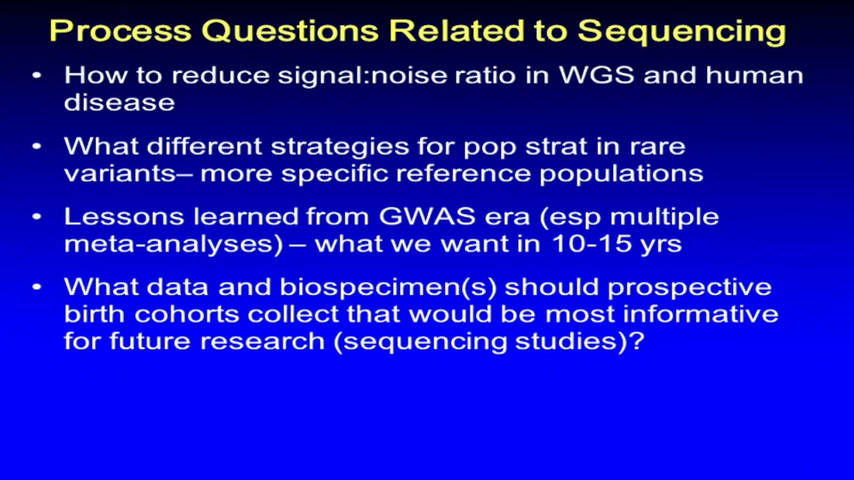 Process Questions Related to Sequencing
• How to reduce signal:noise ratio in WGS and human
disease
• What different strategies for pop strat in rare
variants– more specific reference populations
• Lessons learned from GWAS era (esp multiple
meta-analyses) – what we want in 10-15 yrs
• What data and biospecimen(s) should prospective
birth cohorts collect that would be most informative
for future research (sequencing studies)?